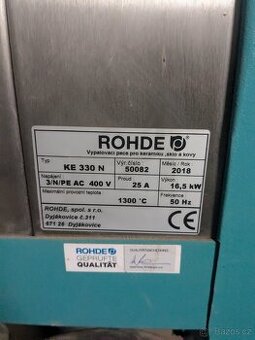 ROHDE
Vypalovací pece pro keramiku, sklo a kovy
Typ Výr.číslo Měsíc / Rok
KE 330 N 50082 2018
Napájení Proud Výkon
3/N/PE AC 400 V 25 A 16,5 kW
Maximální provozní teplota Frekvence
1300 °C 50 Hz
ROHDE, spol. s r.o.
Dyjákovice č.311
671 26 Dyjákovice
CE
ROHDE
GEPRÜFTE
QUALITÄT
Bazoš.cz